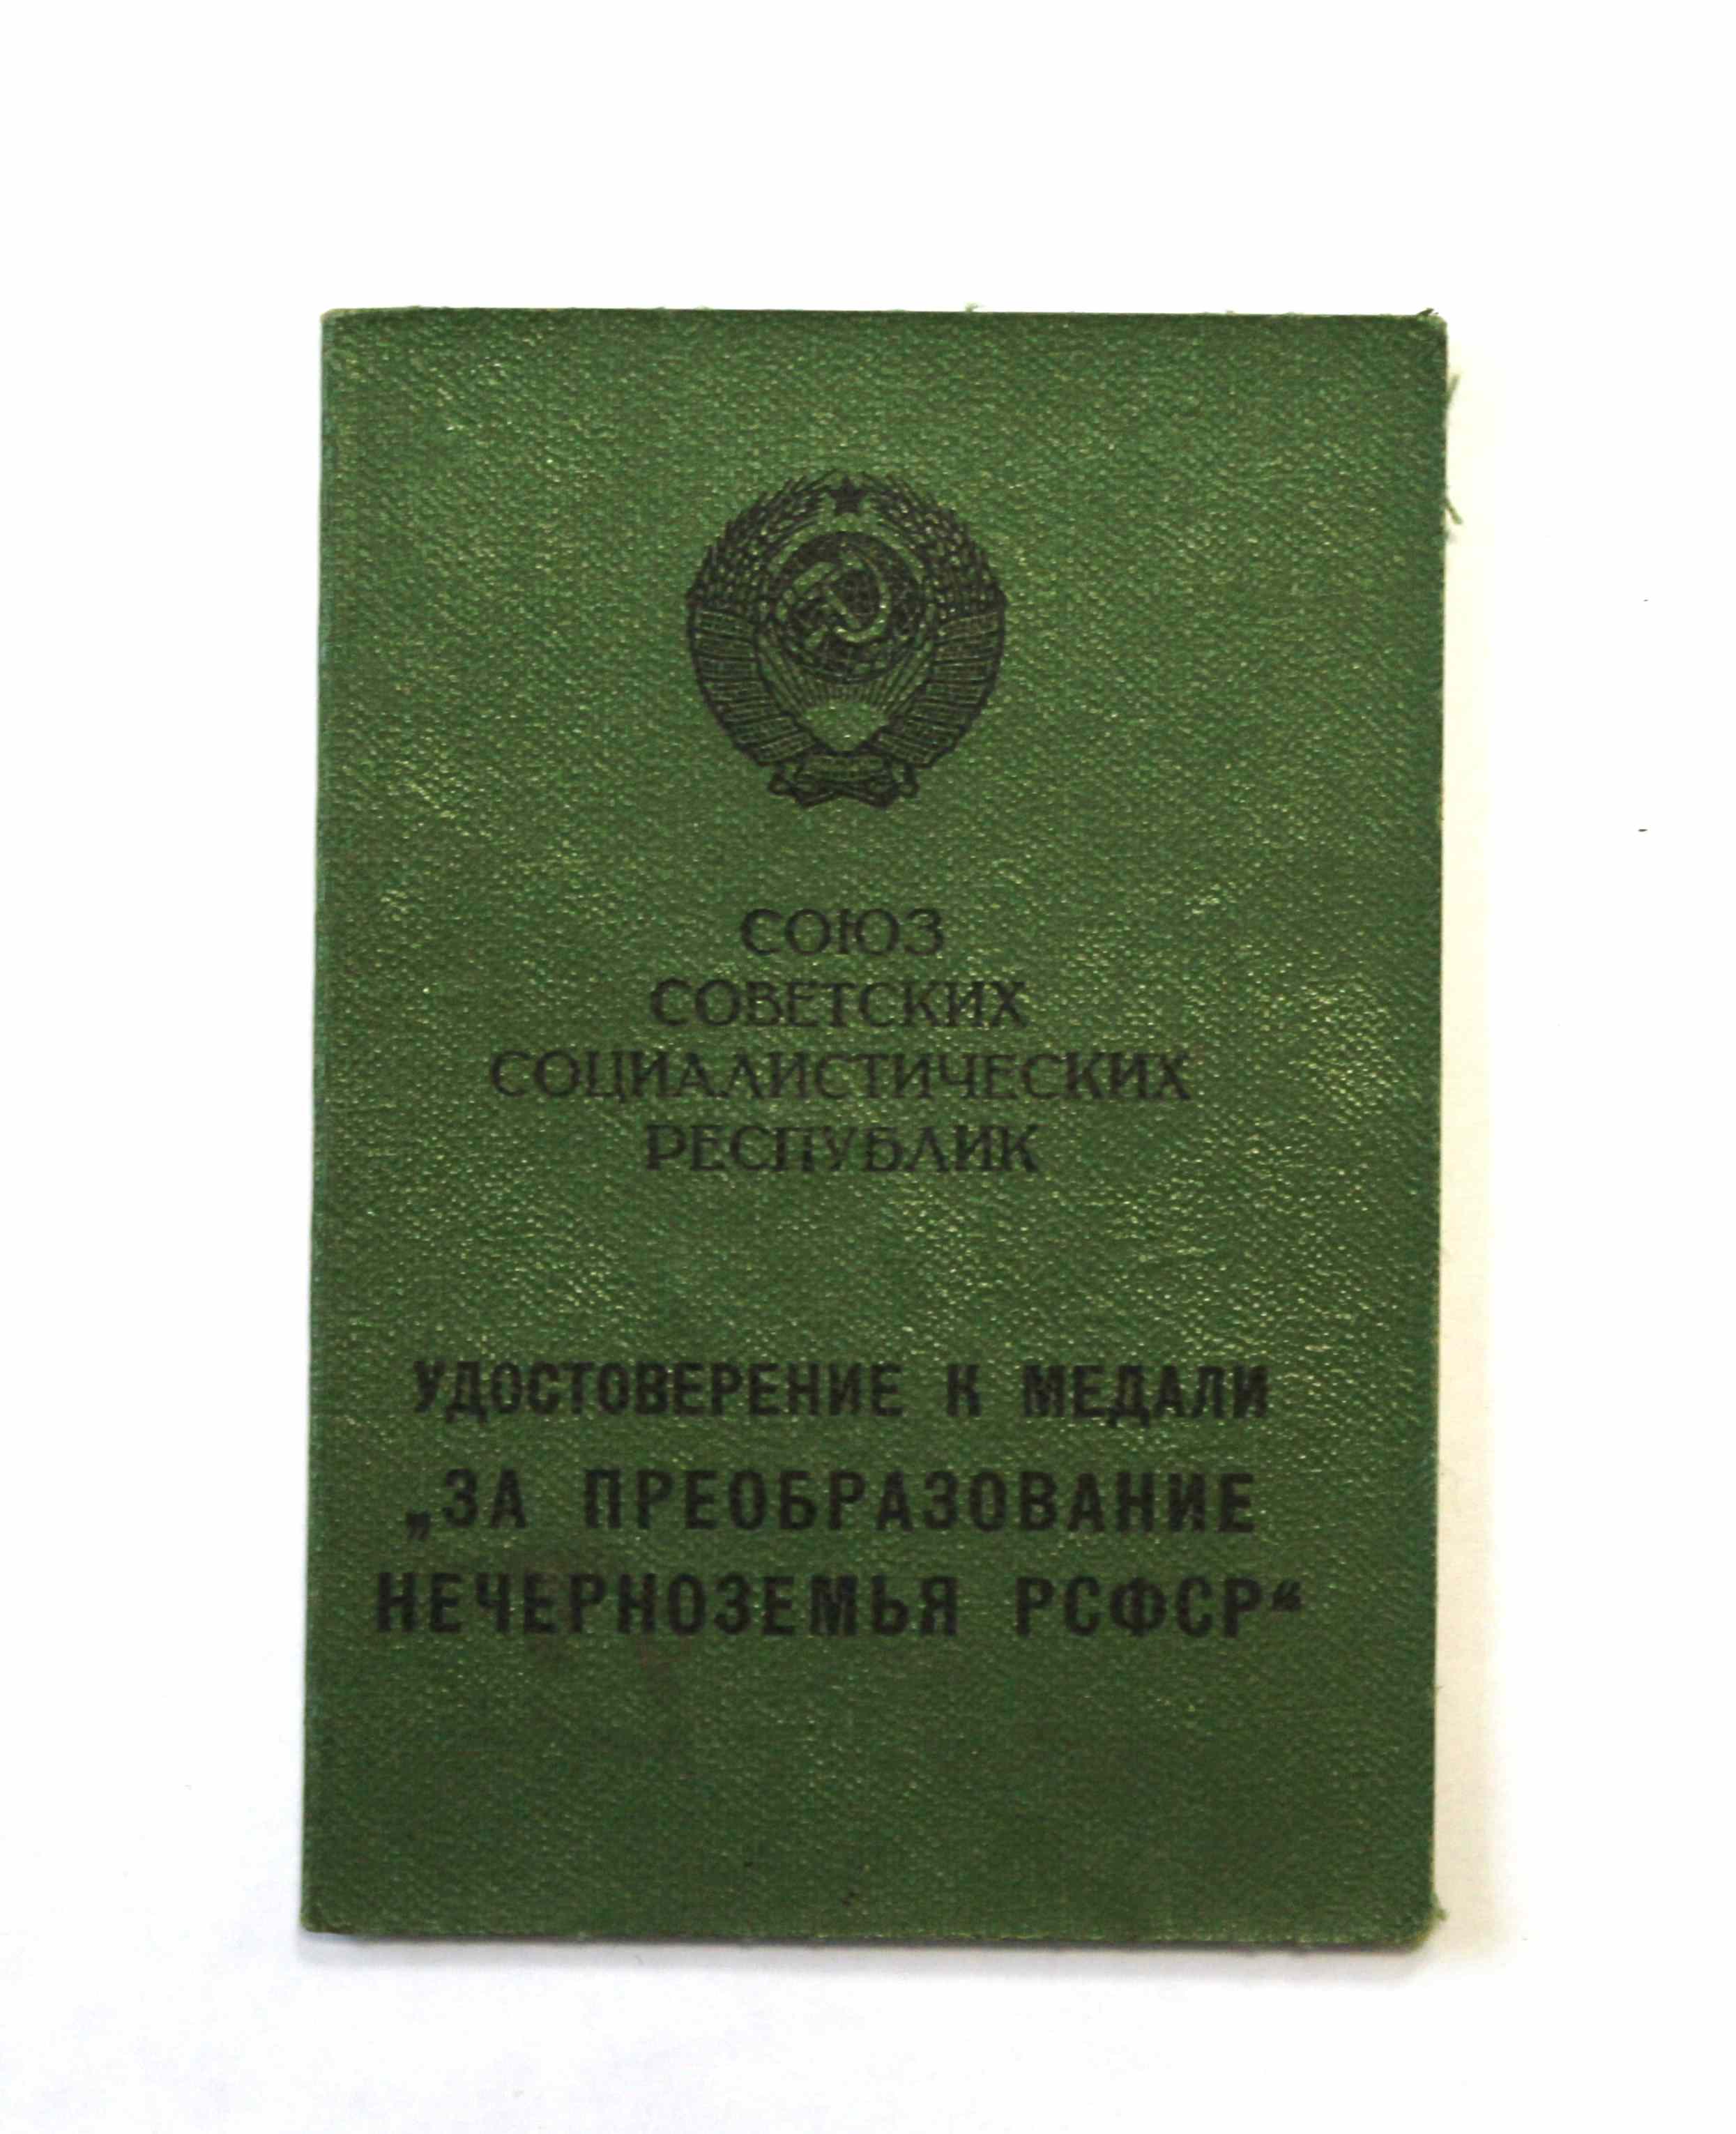 СОЮЗ
СОВЕТСКИХ
СОЦИАЛИСТИЧЕСКИХ
РЕСПУБЛИК
УДОСТОВЕРЕНИЕ К МЕДАЛИ
„ЗА ПРЕОБРАЗОВАНИЕ
НЕЧЕРНОЗЕМЬЯ РСФСР“